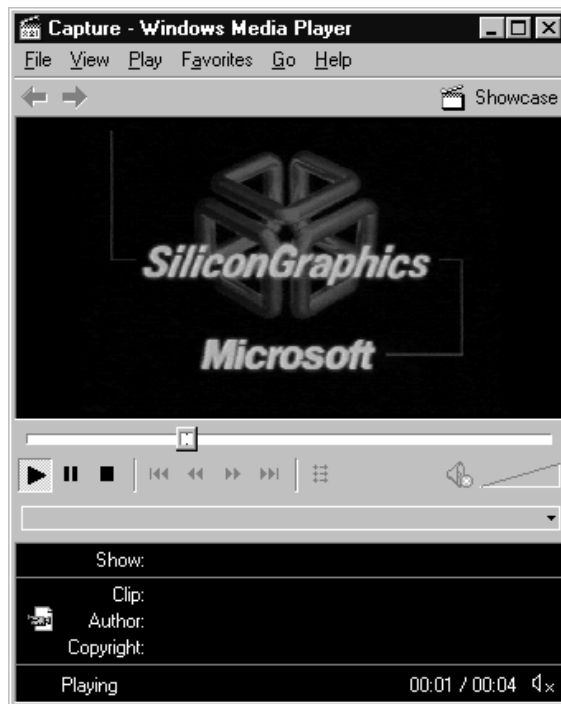 Capture - Windows Media Player
File View Play Favorites Go Help
Showcase
SiliconGraphics
Microsoft
Show:
Clip:
Author:
Copyright:
Playing 00:01 / 00:04